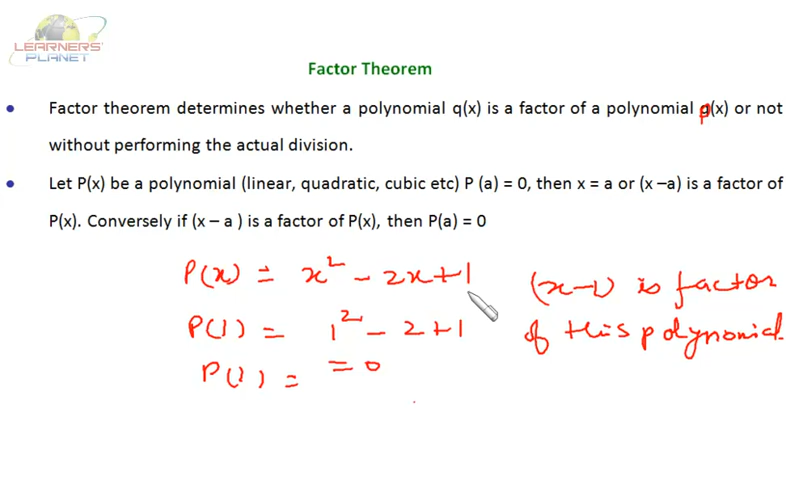 LEARNERS'
PLANET
Factor Theorem
• Factor theorem determines whether a polynomial q(x) is a factor of a polynomial p(x) or not
without performing the actual division.
• Let P(x) be a polynomial (linear, quadratic, cubic etc) P (a) = 0, then x = a or (x –a) is a factor of
P(x). Conversely if (x – a ) is a factor of P(x), then P(a) = 0
P(x) = x² - 2x+1
(x-1) is factor
P(1) = 1² - 2+1
of this polynomial.
P(1) = = 0